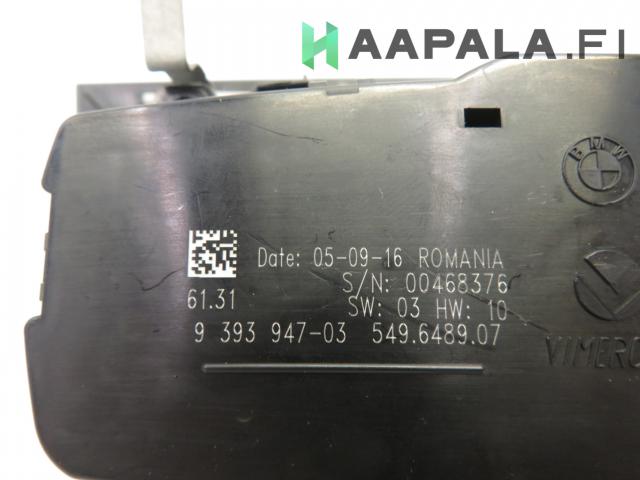 HAAPALA.FI
BMW
Date: 05-09-16 ROMANIA
S/N: 00468376
61.31 SW: 03 HW: 10
9 393 947-03 549.6489.07